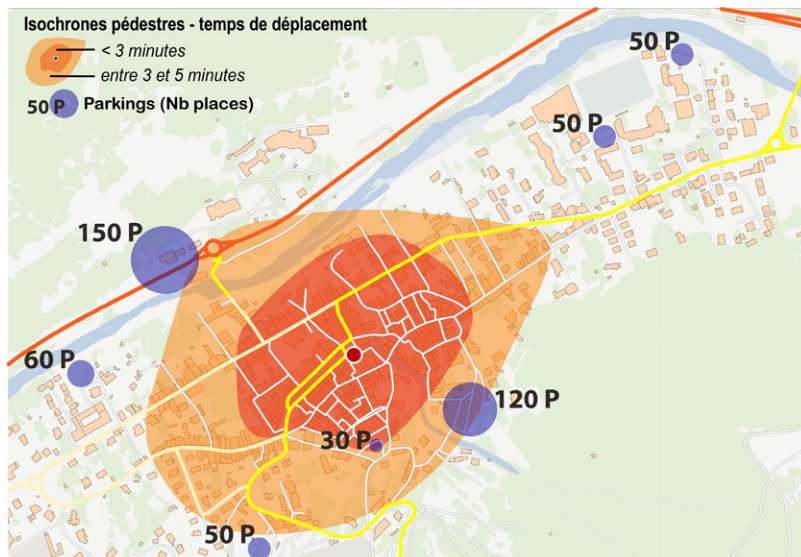 Isochrones pédestres - temps de déplacement
< 3 minutes
entre 3 et 5 minutes
50 P Parkings (Nb places)
50 P
50 P
150 P
60 P
120 P
30 P
50 P